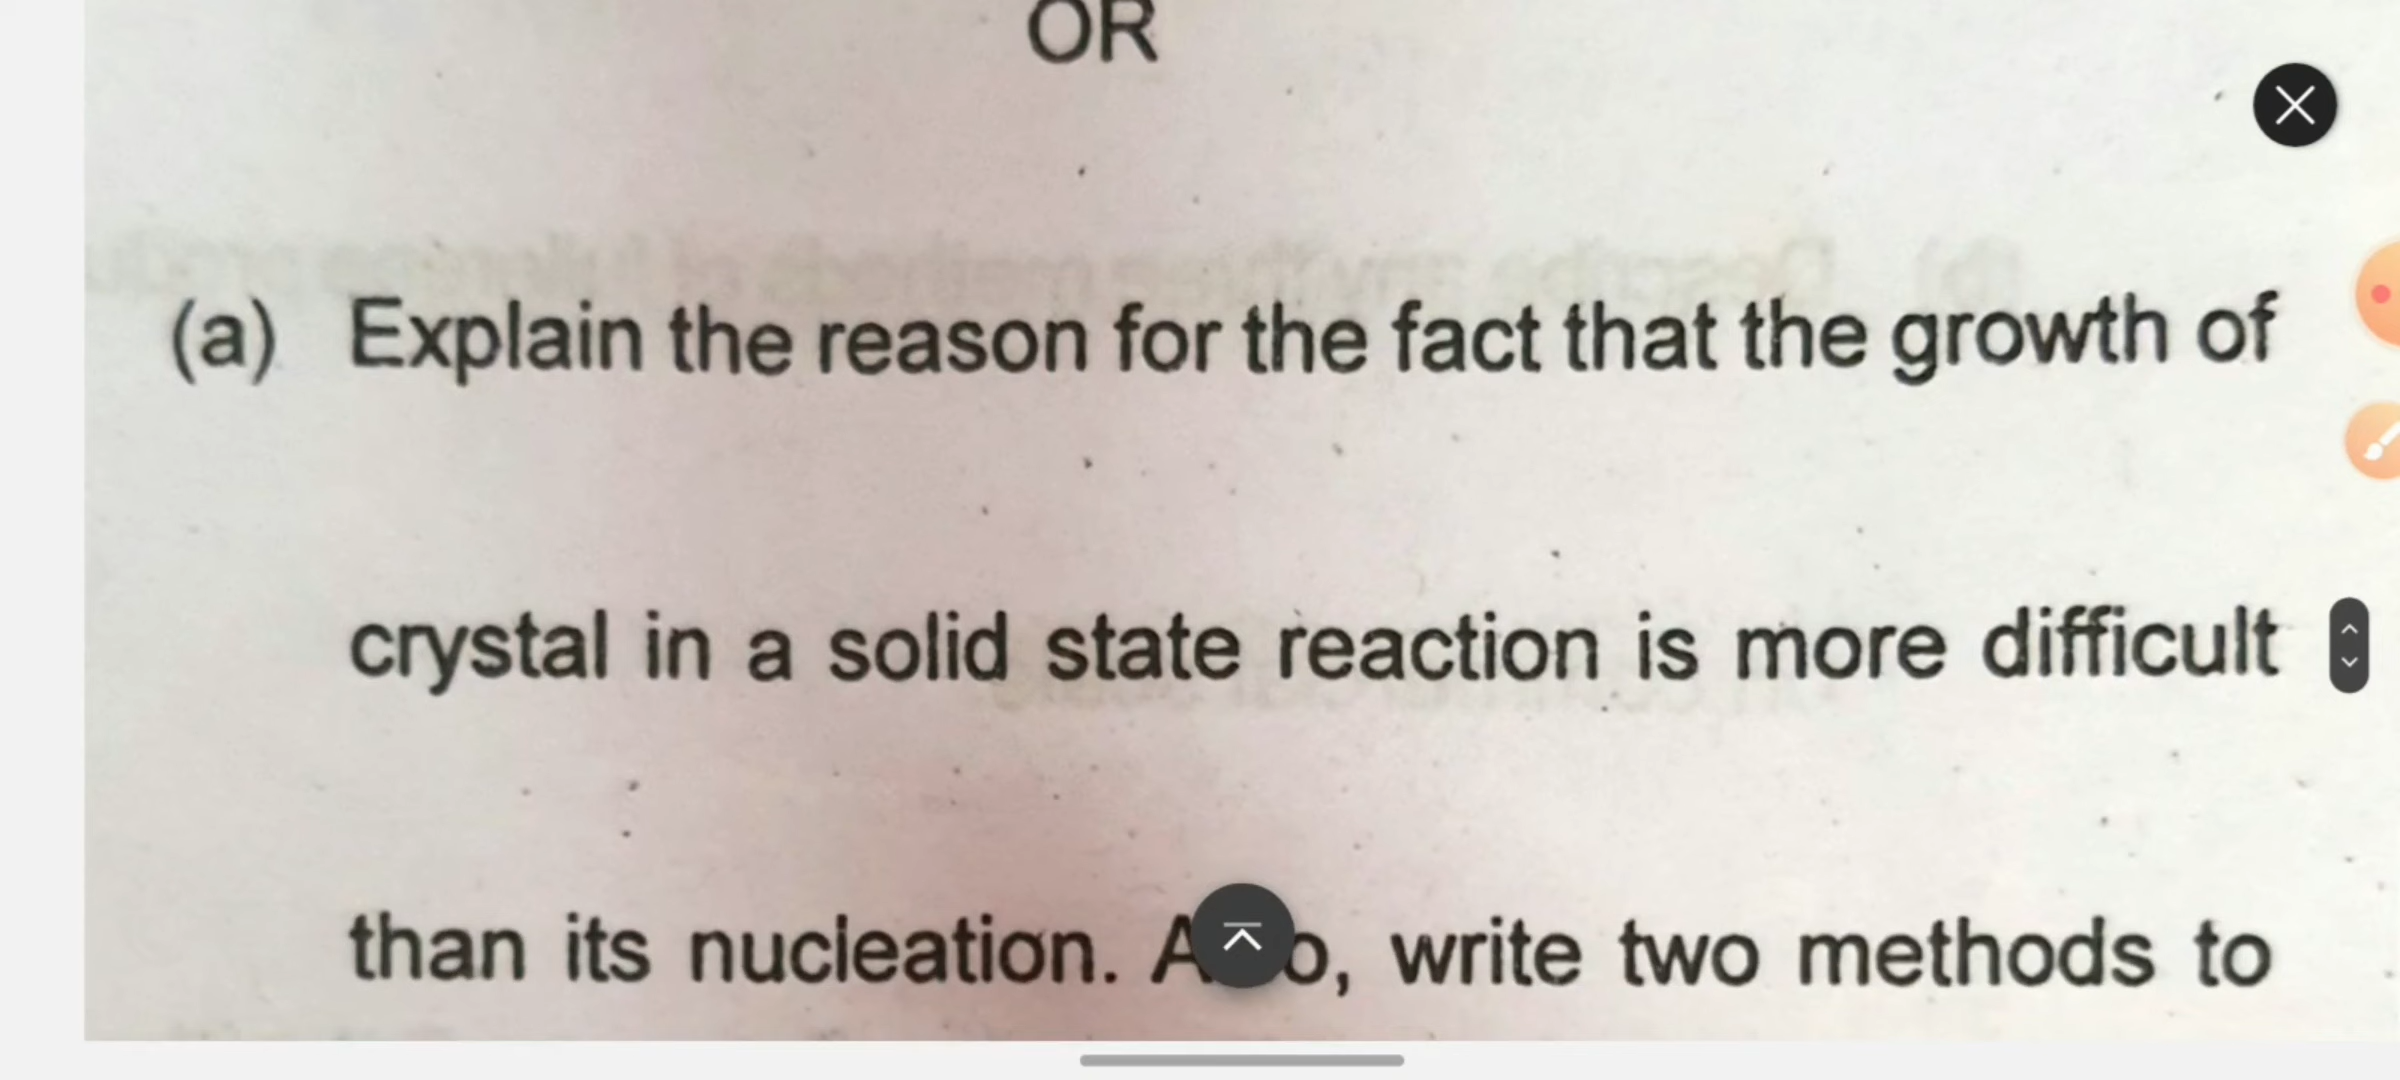 OR
(a) Explain the reason for the fact that the growth of
crystal in a solid state reaction is more difficult
than its nucleation. write two methods to